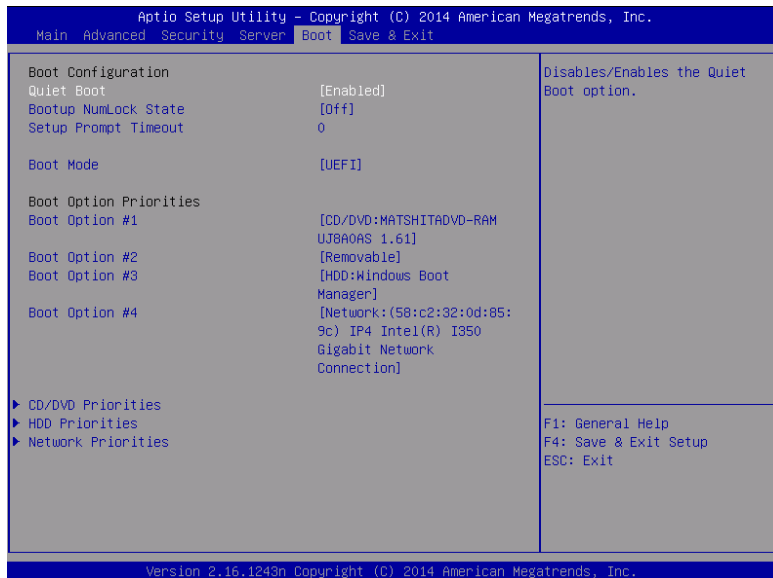 Aptio Setup Utility – Copyright (C) 2014 American Megatrends, Inc.
Main Advanced Security Server Boot Save & Exit
Boot Configuration
Quiet Boot [Enabled]
Bootup NumLock State [Off]
Setup Prompt Timeout 0
Boot Mode [UEFI]
Boot Option Priorities
Boot Option #1 [CD/DVD:MATSHITADVD-RAM
UJ8A0AS 1.61]
Boot Option #2 [Removable]
Boot Option #3 [HDD:Windows Boot
Manager]
Boot Option #4 [Network:(58:c2:32:0d:85:
9c) IP4 Intel(R) I350
Gigabit Network
Connection]
CD/DVD Priorities
HDD Priorities
Network Priorities
Disables/Enables the Quiet
Boot option.
F1: General Help
F4: Save & Exit Setup
ESC: Exit
Version 2.16.1243n Copyright (C) 2014 American Megatrends, Inc.